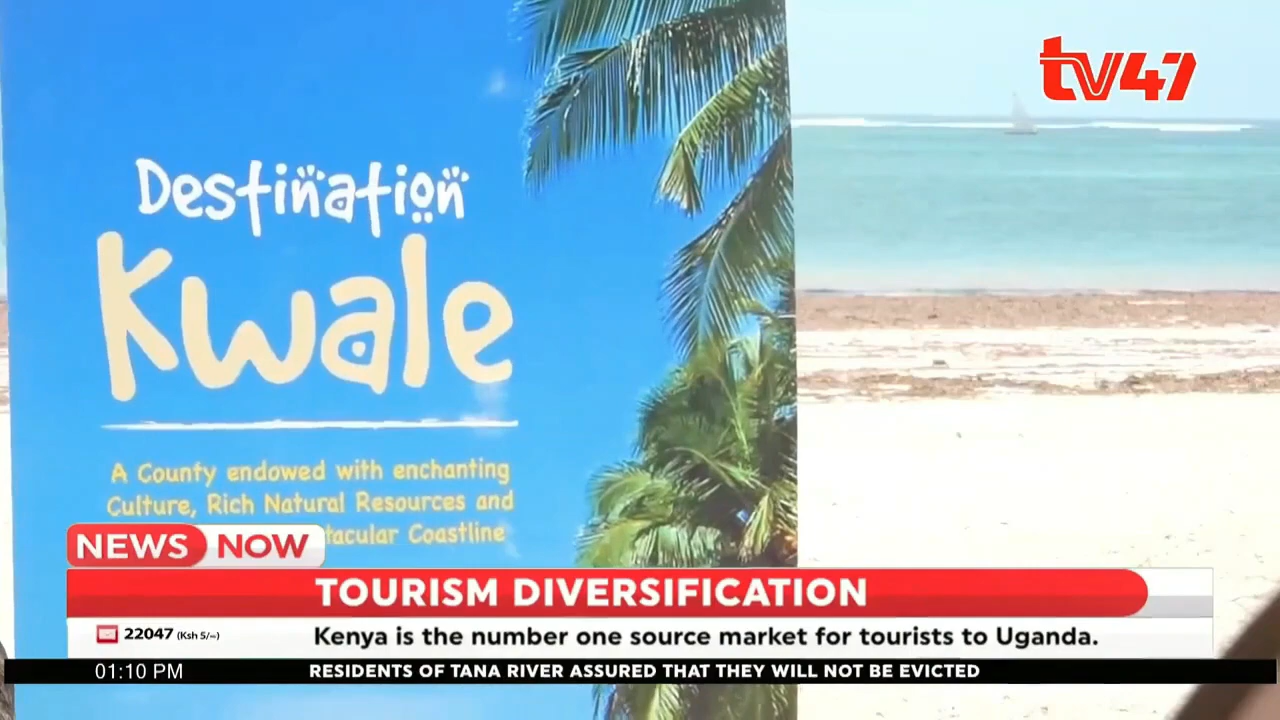 tv47
Destination
Kwale
A County endowed with enchanting
Culture, Rich Natural Resources and
Coastline
NEWS NOW
TOURISM DIVERSIFICATION
22047 (Ksh 5/=)
Kenya is the number one source market for tourists to Uganda.
01:10 PM
RESIDENTS OF TANA RIVER ASSURED THAT THEY WILL NOT BE EVICTED